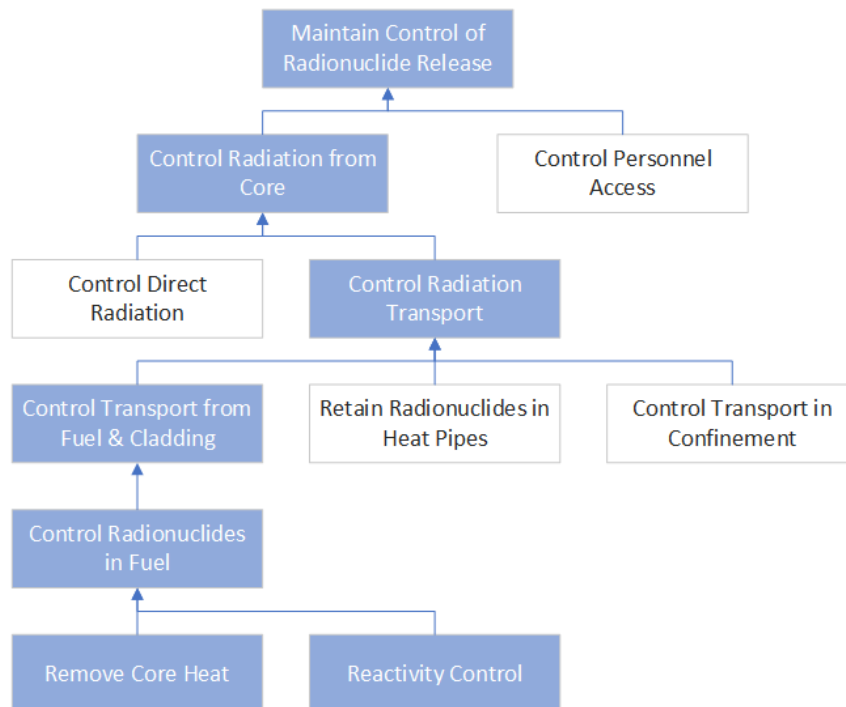 Maintain Control of
Radionuclide Release
Control Radiation from
Core
Control Personnel
Access
Control Direct
Radiation
Control Radiation
Transport
Control Transport from
Fuel & Cladding
Retain Radionuclides in
Heat Pipes
Control Transport in
Confinement
Control Radionuclides
in Fuel
Remove Core Heat
Reactivity Control